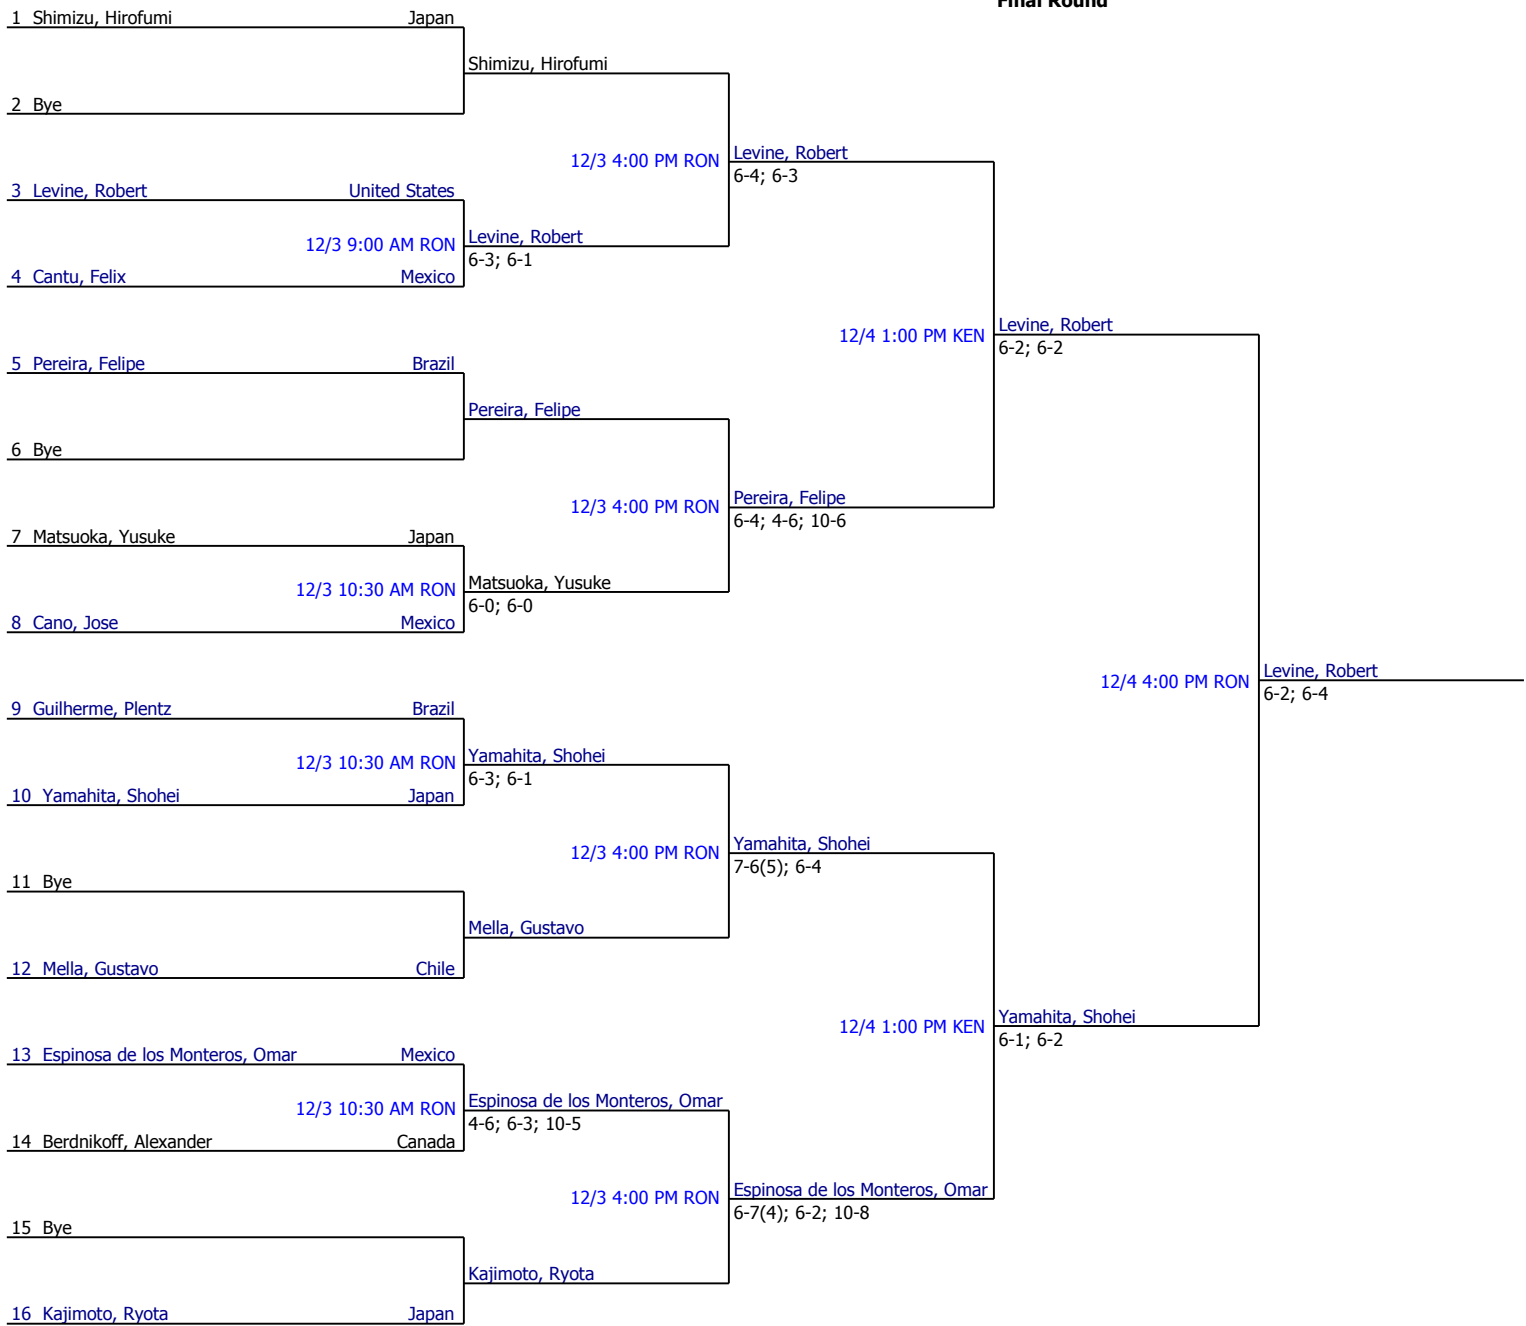 Final Round
1 Shimizu, Hirofumi Japan
Shimizu, Hirofumi
2 Bye
12/3 4:00 PM RON Levine, Robert
6-4; 6-3
3 Levine, Robert United States
12/3 9:00 AM RON Levine, Robert
6-3; 6-1
4 Cantu, Felix Mexico
12/4 1:00 PM KEN Levine, Robert
6-2; 6-2
5 Pereira, Felipe Brazil
Pereira, Felipe
6 Bye
12/3 4:00 PM RON Pereira, Felipe
6-4; 4-6; 10-6
7 Matsuoka, Yusuke Japan
12/3 10:30 AM RON Matsuoka, Yusuke
6-0; 6-0
8 Cano, Jose Mexico
12/4 4:00 PM RON Levine, Robert
6-2; 6-4
9 Guilherme, Plentz Brazil
12/3 10:30 AM RON Yamahita, Shohei
6-3; 6-1
10 Yamahita, Shohei Japan
12/3 4:00 PM RON Yamahita, Shohei
7-6(5); 6-4
11 Bye
Mella, Gustavo
12 Mella, Gustavo Chile
12/4 1:00 PM KEN Yamahita, Shohei
6-1; 6-2
13 Espinosa de los Monteros, Omar Mexico
12/3 10:30 AM RON Espinosa de los Monteros, Omar
4-6; 6-3; 10-5
14 Berdnikoff, Alexander Canada
12/3 4:00 PM RON Espinosa de los Monteros, Omar
6-7(4); 6-2; 10-8
15 Bye
Kajimoto, Ryota
16 Kajimoto, Ryota Japan